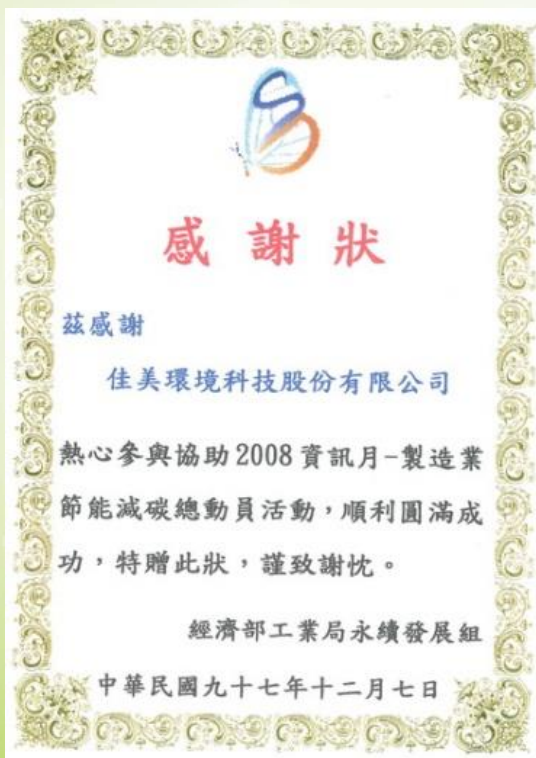 感謝狀
茲感謝
佳美環境科技股份有限公司
熱心參與協助2008資訊月-製造業
節能減碳總動員活動，順利圓滿成
功，特贈此狀，謹致謝忱。
經濟部工業局永續發展組
中華民國九十七年十二月七日